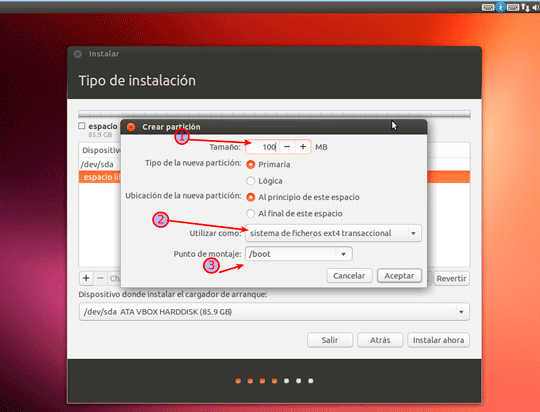 Instalar
Tipo de instalación
espacio
85.9 GB
Crear partición
1
Tamaño: 100 − + MB
Dispositivo
Tipo de la nueva partición: Primaria
/dev/sda
Lógica
espacio li
Ubicación de la nueva partición: Al principio de este espacio
Al final de este espacio
2
Utilizar como: sistema de ficheros ext4 transaccional
Punto de montaje: /boot
3
Cancelar Aceptar
+ − Revertir
Dispositivo donde instalar el cargador de arranque:
/dev/sda ATA VBOX HARDDISK (85.9 GB)
Salir Atrás Instalar ahora